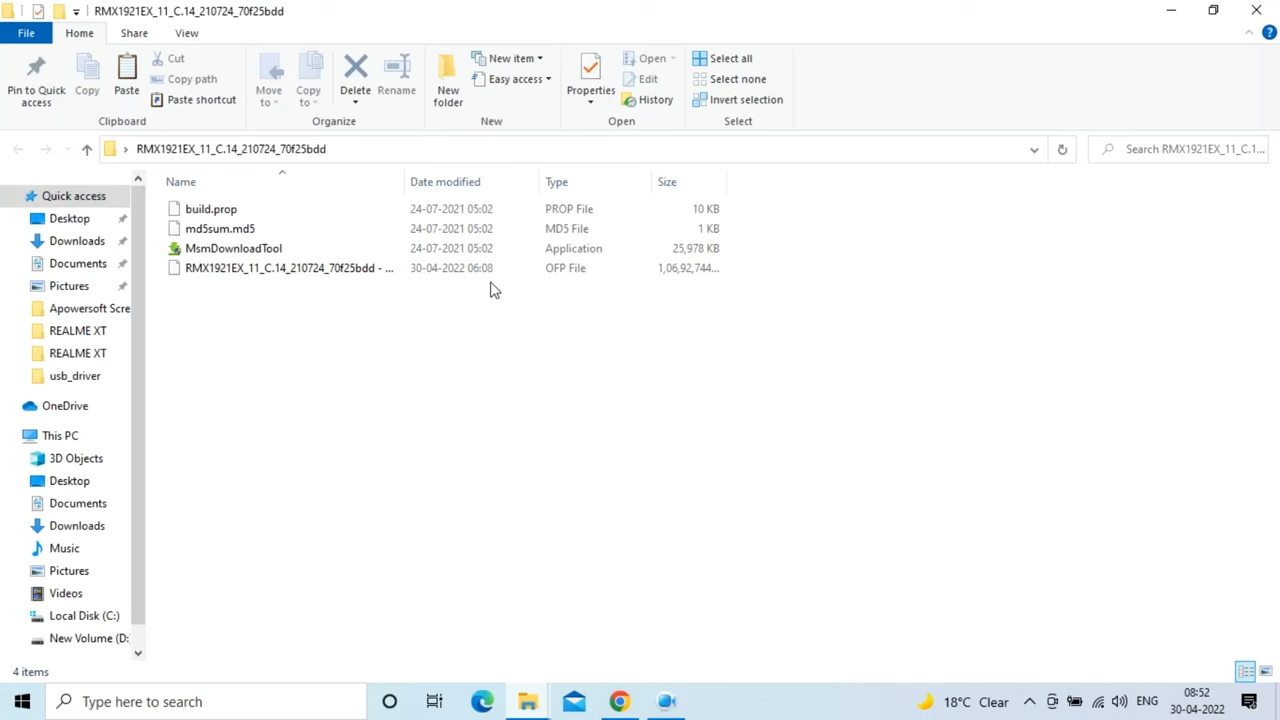 RMX1921EX_11_C.14_210724_70f25bdd
File
Home
Share
View
Pin to Quick access
Copy
Paste
Cut
Copy path
Paste shortcut
Clipboard
Move to
Copy to
Delete
Rename
Organize
New folder
New item
Easy access
New
Properties
Open
Edit
History
Open
Select all
Select none
Invert selection
Select
RMX1921EX_11_C.14_210724_70f25bdd
Search RMX1921EX_11_C.1...
Name
Date modified
Type
Size
build.prop 24-07-2021 05:02 PROP File 10 KB
md5sum.md5 24-07-2021 05:02 MD5 File 1 KB
MsmDownloadTool 24-07-2021 05:02 Application 25,978 KB
RMX1921EX_11_C.14_210724_70f25bdd - ... 30-04-2022 06:08 OFP File 1,06,92,744...
Quick access
Desktop
Downloads
Documents
Pictures
Apowersoft Scre
REALME XT
REALME XT
usb_driver
OneDrive
This PC
3D Objects
Desktop
Documents
Downloads
Music
Pictures
Videos
Local Disk (C:)
New Volume (D:
4 items
Type here to search
18°C Clear
ENG
08:52
30-04-2022